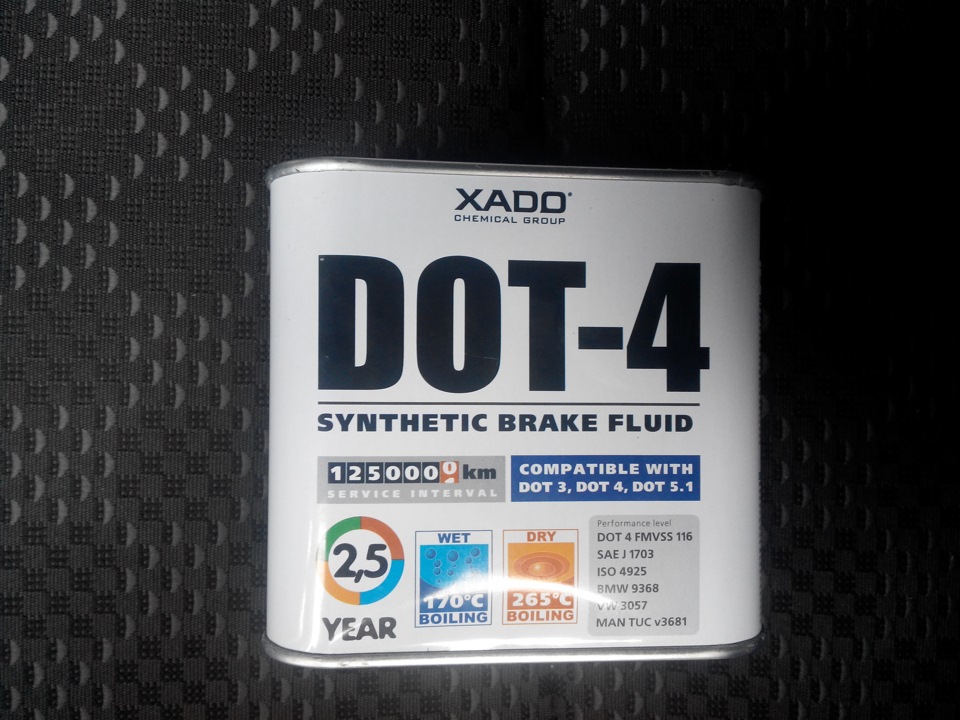 XADO®
CHEMICAL GROUP
DOT-4
SYNTHETIC BRAKE FLUID
125000 km
SERVICE INTERVAL
COMPATIBLE WITH
DOT 3, DOT 4, DOT 5.1
2,5
YEAR
WET
170°C
BOILING
DRY
265°C
BOILING
Performance level
DOT 4 FMVSS 116
SAE J 1703
ISO 4925
BMW 9368
VW 3057
MAN TUC v3681